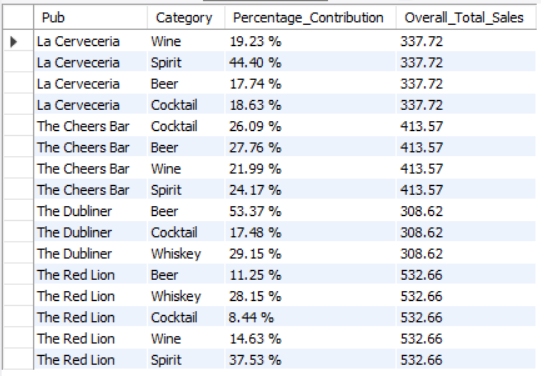 Pub Category Percentage_Contribution Overall_Total_Sales
La Cerveceria Wine 19.23 % 337.72
La Cerveceria Spirit 44.40 % 337.72
La Cerveceria Beer 17.74 % 337.72
La Cerveceria Cocktail 18.63 % 337.72
The Cheers Bar Cocktail 26.09 % 413.57
The Cheers Bar Beer 27.76 % 413.57
The Cheers Bar Wine 21.99 % 413.57
The Cheers Bar Spirit 24.17 % 413.57
The Dubliner Beer 53.37 % 308.62
The Dubliner Cocktail 17.48 % 308.62
The Dubliner Whiskey 29.15 % 308.62
The Red Lion Beer 11.25 % 532.66
The Red Lion Whiskey 28.15 % 532.66
The Red Lion Cocktail 8.44 % 532.66
The Red Lion Wine 14.63 % 532.66
The Red Lion Spirit 37.53 % 532.66